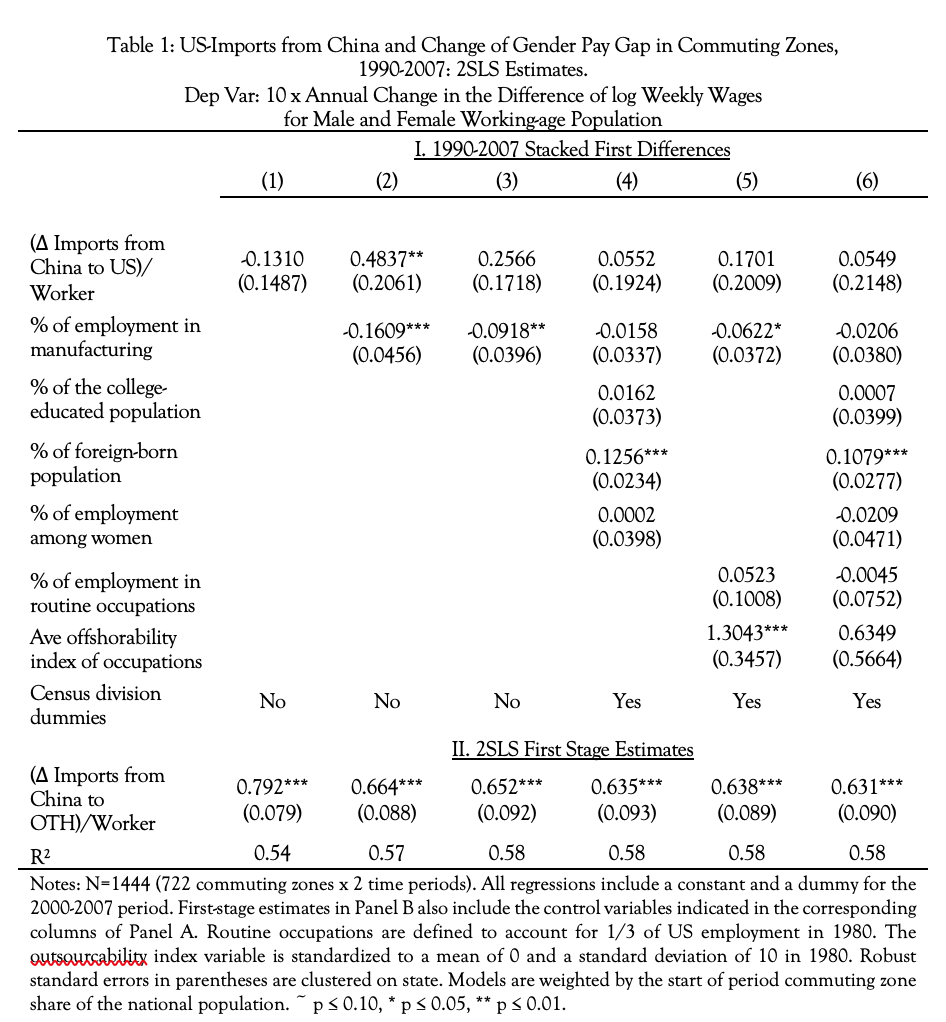 Table 1: US-Imports from China and Change of Gender Pay Gap in Commuting Zones,
1990-2007: 2SLS Estimates.
Dep Var: 10 x Annual Change in the Difference of log Weekly Wages
for Male and Female Working-age Population
I. 1990-2007 Stacked First Differences
(1) (2) (3) (4) (5) (6)
(Δ Imports from
China to US)/ -0.1310 0.4837** 0.2566 0.0552 0.1701 0.0549
Worker (0.1487) (0.2061) (0.1718) (0.1924) (0.2009) (0.2148)
% of employment in -0.1609*** -0.0918** -0.0158 -0.0622* -0.0206
manufacturing (0.0456) (0.0396) (0.0337) (0.0372) (0.0380)
% of the college- 0.0162 0.0007
educated population (0.0373) (0.0399)
% of foreign-born 0.1256*** 0.1079***
population (0.0234) (0.0277)
% of employment 0.0002 -0.0209
among women (0.0398) (0.0471)
% of employment in 0.0523 -0.0045
routine occupations (0.1008) (0.0752)
Ave offshorability 1.3043*** 0.6349
index of occupations (0.3457) (0.5664)
Census division No No No Yes Yes Yes
dummies
II. 2SLS First Stage Estimates
(Δ Imports from 0.792*** 0.664*** 0.652*** 0.635*** 0.638*** 0.631***
China to (0.079) (0.088) (0.092) (0.093) (0.089) (0.090)
OTH)/Worker
R² 0.54 0.57 0.58 0.58 0.58 0.58
Notes: N=1444 (722 commuting zones x 2 time periods). All regressions include a constant and a dummy for the
2000-2007 period. First-stage estimates in Panel B also include the control variables indicated in the corresponding
columns of Panel A. Routine occupations are defined to account for 1/3 of US employment in 1980. The
outsourcability index variable is standardized to a mean of 0 and a standard deviation of 10 in 1980. Robust
standard errors in parentheses are clustered on state. Models are weighted by the start of period commuting zone
share of the national population. ~ p ≤ 0.10, * p ≤ 0.05, ** p ≤ 0.01.